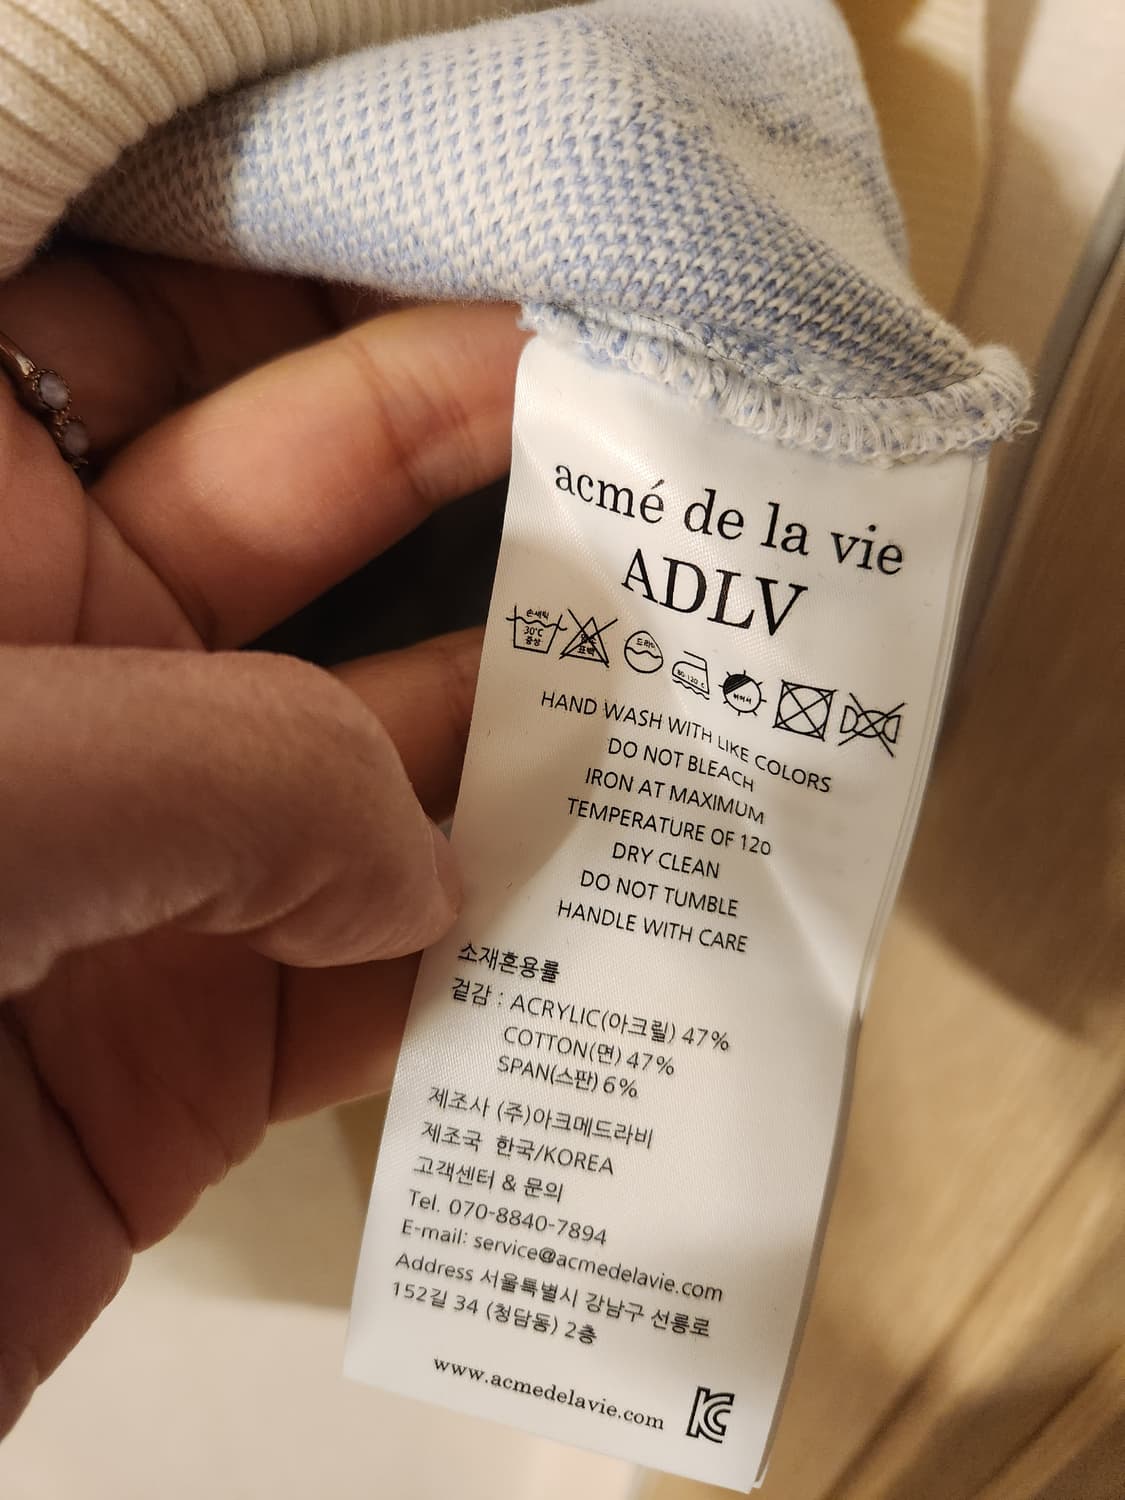 acmé de la vie
ADLV
손세탁
30℃
중성
염소
표백
드라이
80-120℃
뉘어서
HAND WASH WITH LIKE COLORS
DO NOT BLEACH
IRON AT MAXIMUM
TEMPERATURE OF 120
DRY CLEAN
DO NOT TUMBLE
HANDLE WITH CARE
소재혼용률
겉감 : ACRYLIC(아크릴) 47%
COTTON(면) 47%
SPAN(스판) 6%
제조사 (주)아크메드라비
제조국 한국/KOREA
고객센터 & 문의
Tel. 070-8840-7894
E-mail: service@acmedelavie.com
Address 서울특별시 강남구 선릉로
152길 34 (청담동) 2층
www.acmedelavie.com
KC